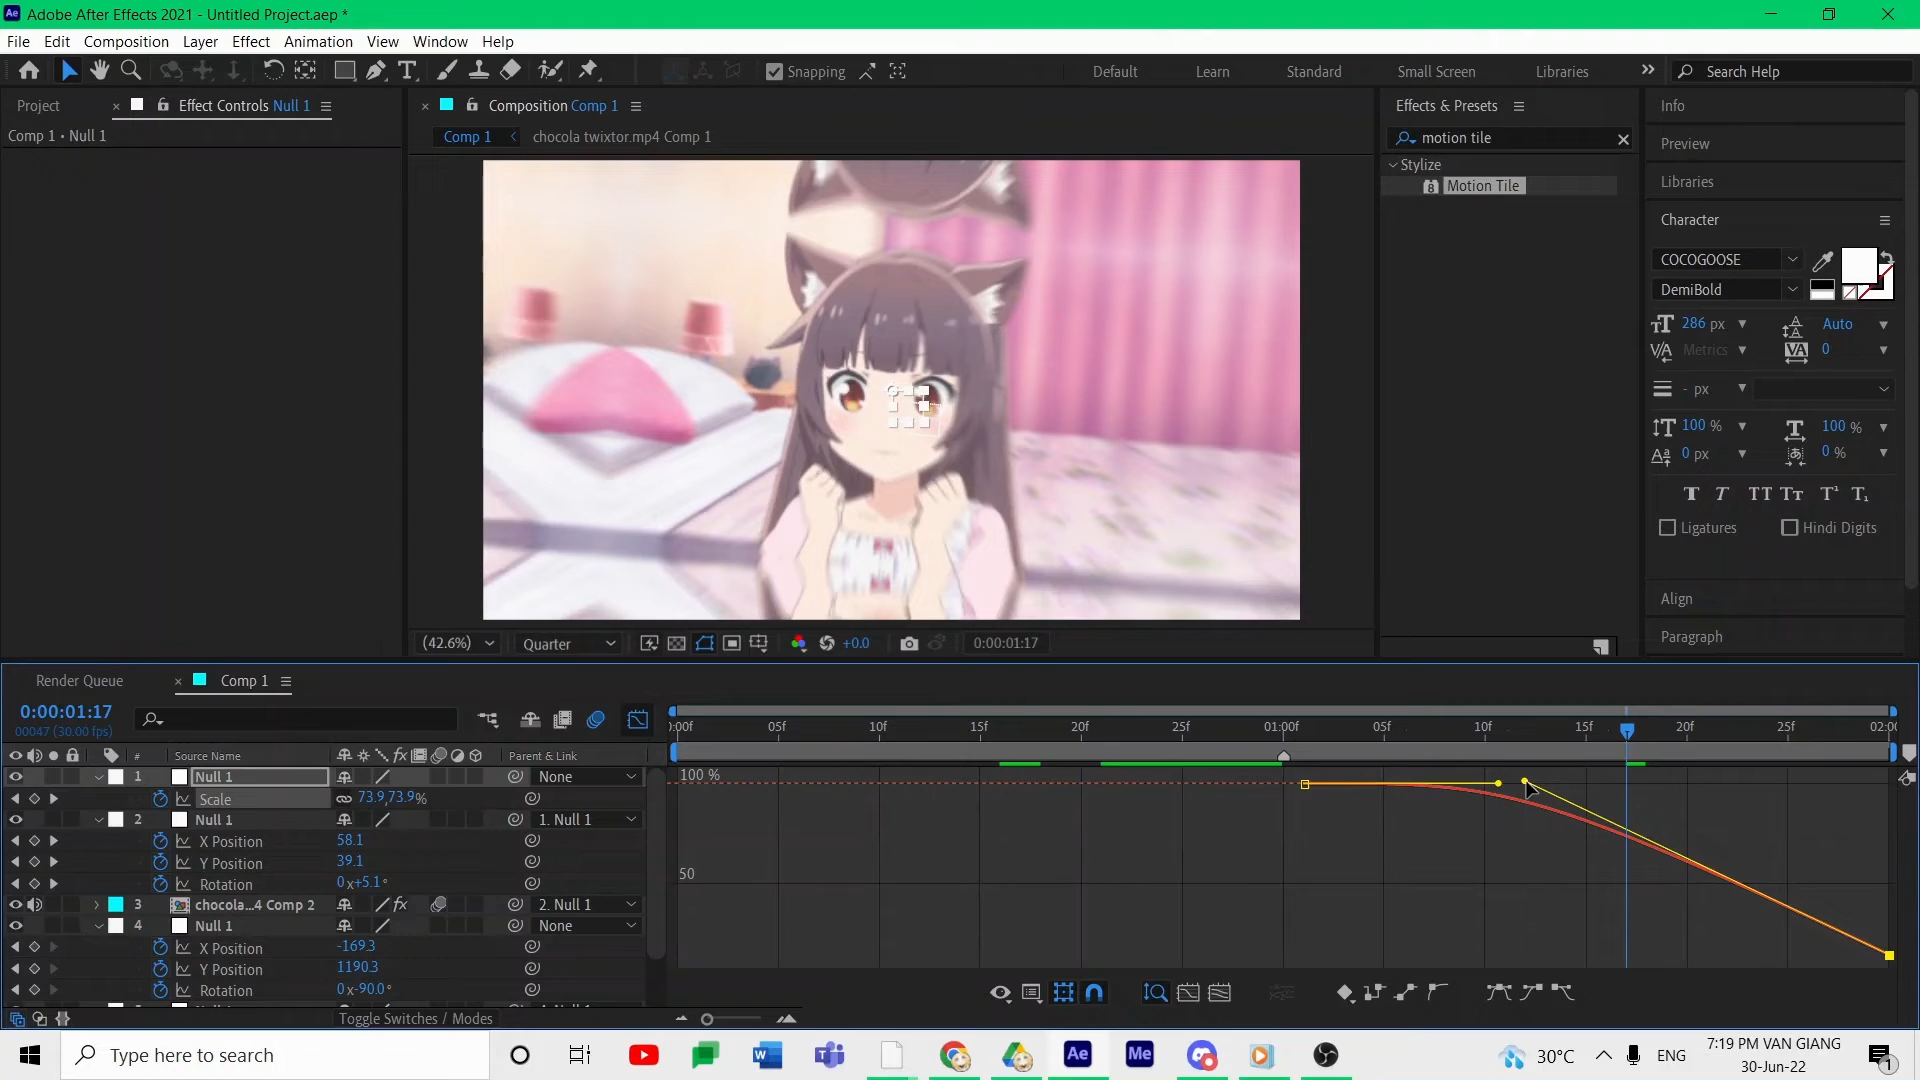 Ae Adobe After Effects 2021 - Untitled Project.aep *
File Edit Composition Layer Effect Animation View Window Help
Snapping
Default Learn Standard Small Screen Libraries
Search Help
Project
Effect Controls Null 1
Comp 1 • Null 1
Composition Comp 1
Comp 1
chocola twixtor.mp4 Comp 1
(42.6%)
Quarter
+0.0
0:00:01:17
Effects & Presets
motion tile
Stylize
Motion Tile
Info
Preview
Libraries
Character
COCOGOOSE
DemiBold
286 px
Auto
Metrics
0
- px
100 %
100 %
0 px
0 %
Ligatures
Hindi Digits
Align
Paragraph
Render Queue
Comp 1
0:00:01:17
00047 (30.00 fps)
# Source Name
Parent & Link
1 Null 1 None
Scale 73.9,73.9%
2 Null 1 1. Null 1
X Position 58.1
Y Position 39.1
Rotation 0x+5.1°
3 chocola...4 Comp 2 2. Null 1
4 Null 1 None
X Position -169.3
Y Position 1190.3
Rotation 0x-90.0°
Toggle Switches / Modes
:00f 05f 10f 15f 20f 25f 01:00f 05f 10f 15f 20f 25f 02:00
100 %
50
Type here to search
Ae
Me
30°C
ENG
7:19 PM VAN GIANG
30-Jun-22
1